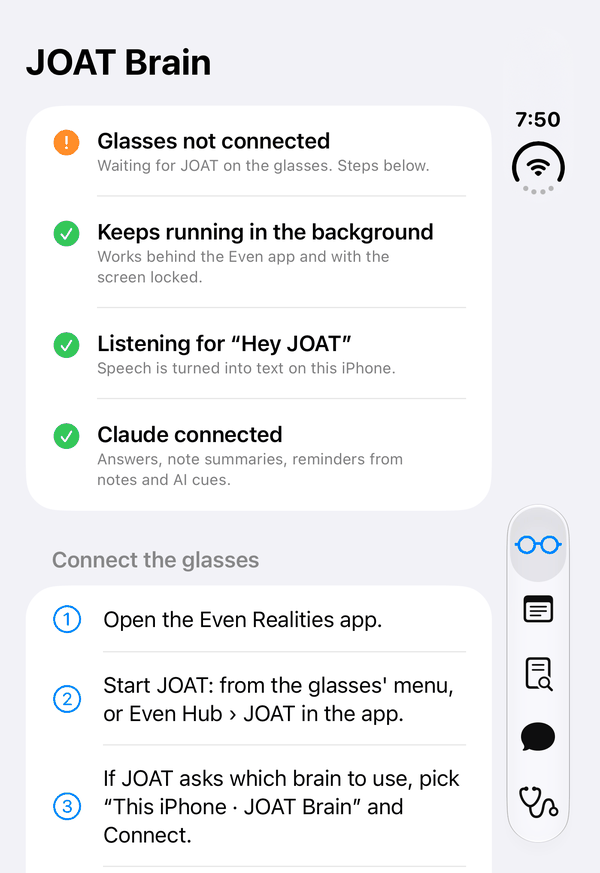 JOAT Brain
7:50
Glasses not connected
Waiting for JOAT on the glasses. Steps below.
Keeps running in the background
Works behind the Even app and with the
screen locked.
Listening for “Hey JOAT”
Speech is turned into text on this iPhone.
Claude connected
Answers, note summaries, reminders from
notes and AI cues.
Connect the glasses
1 Open the Even Realities app.
2 Start JOAT: from the glasses' menu,
or Even Hub › JOAT in the app.
3 If JOAT asks which brain to use, pick
“This iPhone · JOAT Brain” and
Connect.